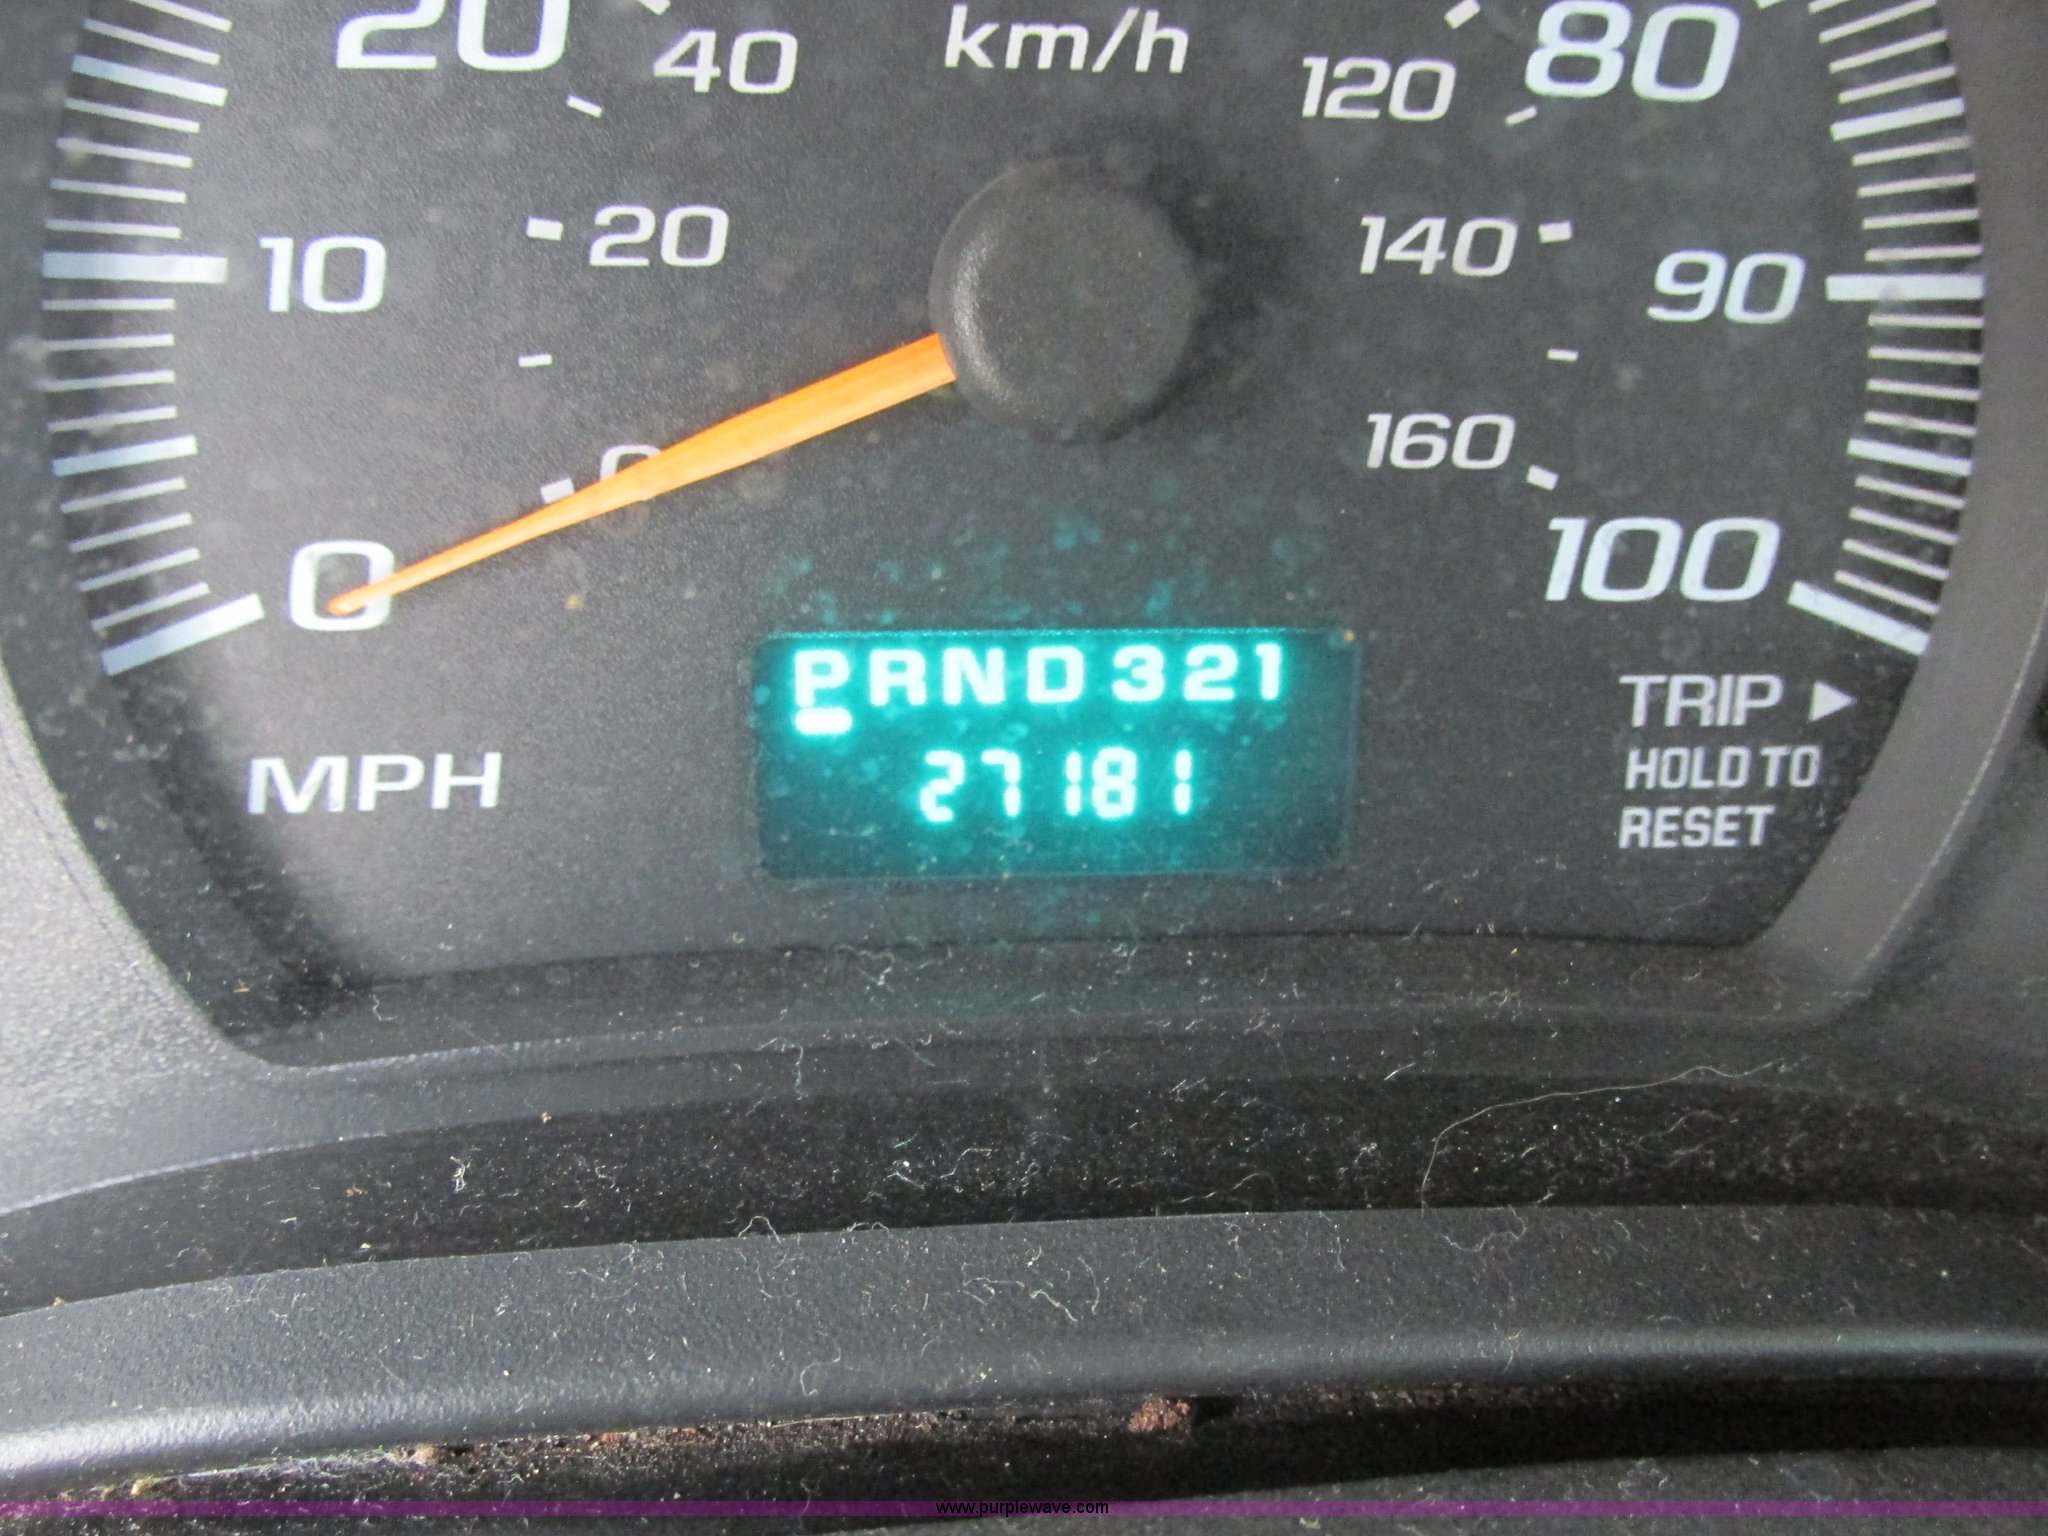 20 40 km/h 120 80
10 20 140 90
0 0 160 100
PRND321
27181
MPH
TRIP ▶
HOLD TO
RESET
www.purplewave.com